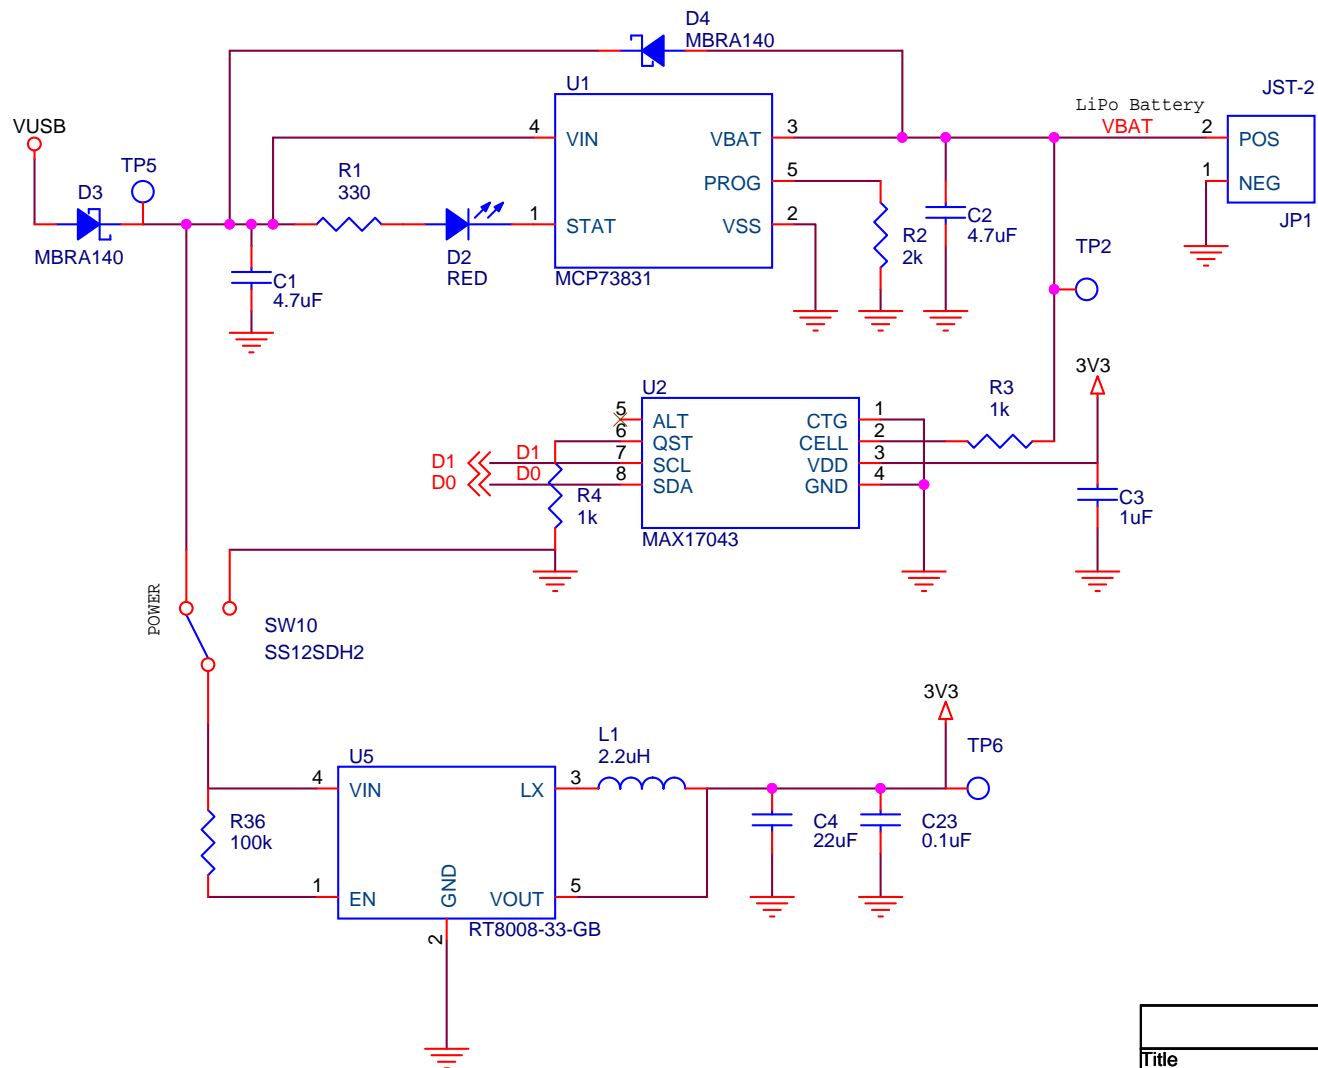 D4
MBRA140
U1
JST-2
LiPo Battery
VBAT
VUSB
4
VIN
VBAT
3
2
POS
TP5
R1
330
PROG
5
1
NEG
D3
1
STAT
VSS
2
C2
4.7uF
R2
2k
JP1
TP2
MBRA140
D2
RED
MCP73831
C1
4.7uF
3V3
U2
R3
1k
5
ALT
CTG
1
6
QST
CELL
2
D1
D1
7
SCL
VDD
3
D0
D0
8
SDA
GND
4
R4
1k
C3
1uF
MAX17043
POWER
SW10
SS12SDH2
3V3
L1
2.2uH
TP6
U5
4
VIN
LX
3
R36
100k
C4
22uF
C23
0.1uF
1
EN
GND
VOUT
5
RT8008-33-GB
2
Title